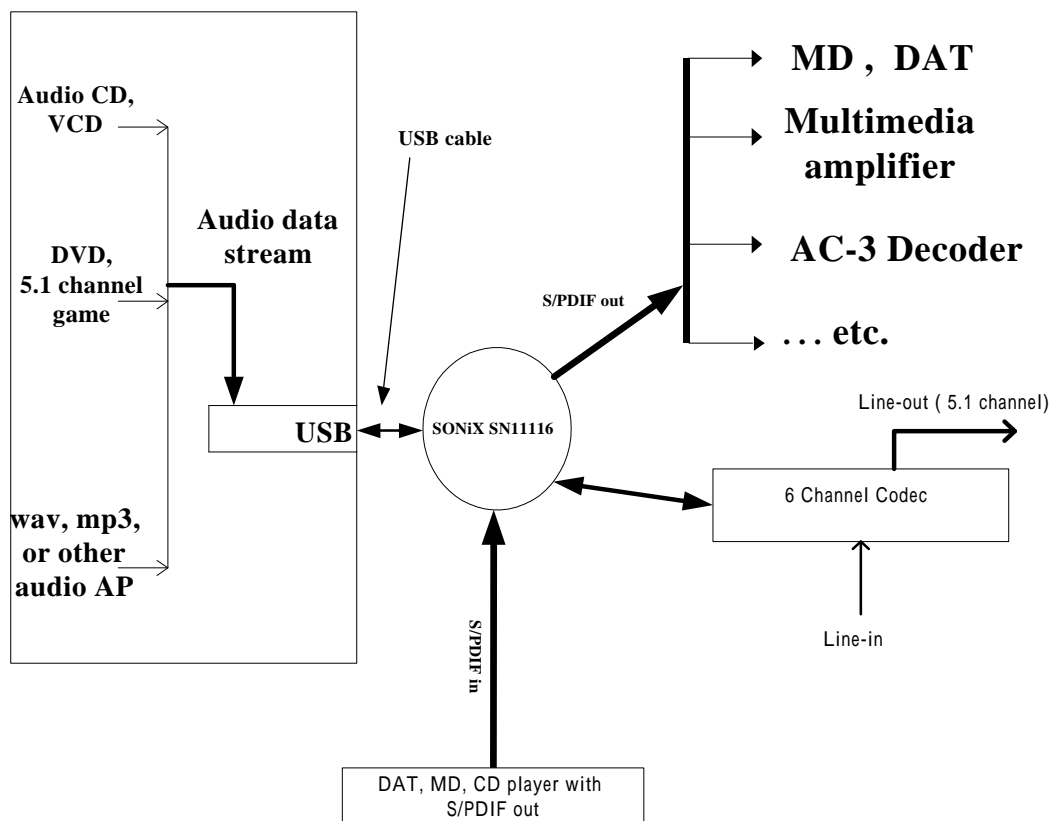 Audio CD,
VCD
DVD,
5.1 channel
game
wav, mp3,
or other
audio AP
Audio data
stream
USB
USB cable
SONiX SN11116
S/PDIF out
MD , DAT
Multimedia
amplifier
AC-3 Decoder
. . . etc.
Line-out ( 5.1 channel)
6 Channel Codec
Line-in
S/PDIF in
DAT, MD, CD player with
S/PDIF out